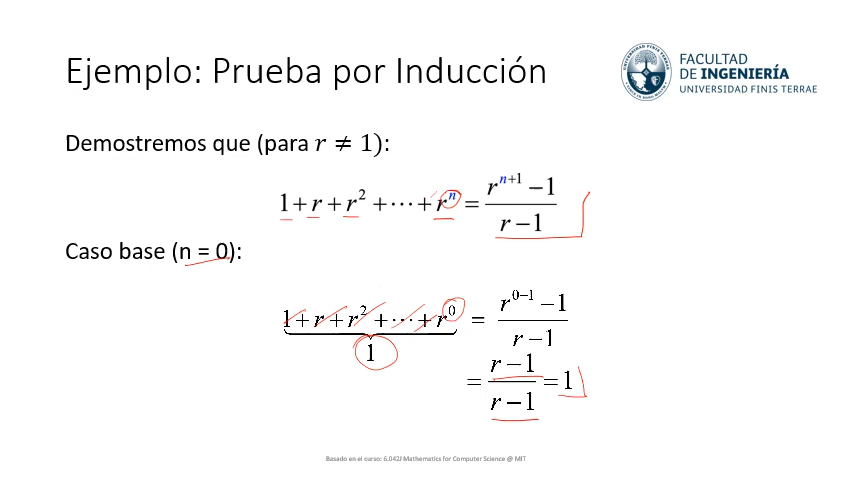 Ejemplo: Prueba por Inducción
FACULTAD
DE INGENIERÍA
UNIVERSIDAD FINIS TERRAE
Demostremos que (para r ≠ 1):
1 + r + r² + ⋯ + rⁿ = (rⁿ⁺¹ − 1)/(r − 1)
Caso base (n = 0):
1 + r + r² + ⋯ + r⁰ = (r⁰⁻¹ − 1)/(r − 1)
1
= (r − 1)/(r − 1) = 1
Basado en el curso: 6.042J Mathematics for Computer Science @ MIT